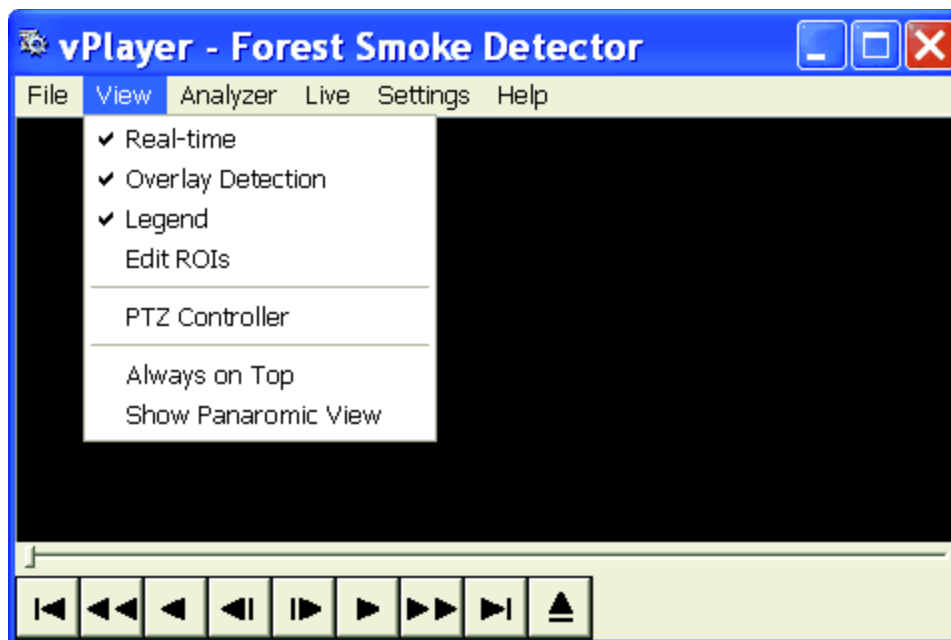 vPlayer - Forest Smoke Detector
File View Analyzer Live Settings Help
Real-time
Overlay Detection
Legend
Edit ROIs
PTZ Controller
Always on Top
Show Panaromic View